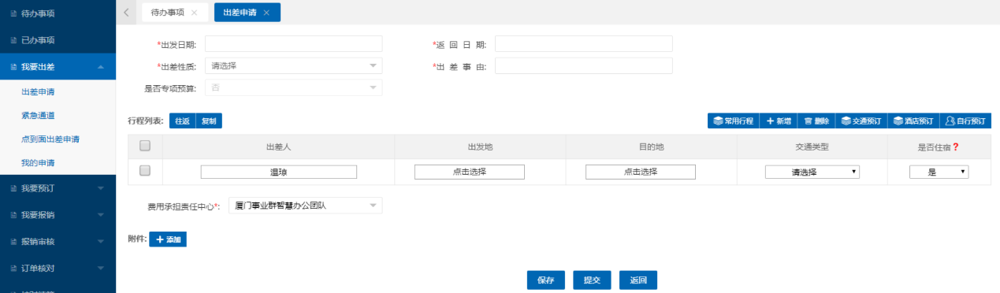 待办事项
已办事项
我要出差
出差申请
紧急通道
点到面出差申请
我的申请
我要预订
我要报销
报销审核
订单核对
待办事项 ×
出差申请 ×
*出发日期: *返 回 日 期:
*出差性质: 请选择 *出 差 事 由:
是否专项预算: 否
行程列表: 往返 复制 常用行程 + 新增 删除 交通预订 酒店预订 自行预订
出差人 出发地 目的地 交通类型 是否住宿 ?
温琼 点击选择 点击选择 请选择 是
费用承担责任中心*: 厦门事业群智慧办公团队
附件: + 添加
保存 提交 返回